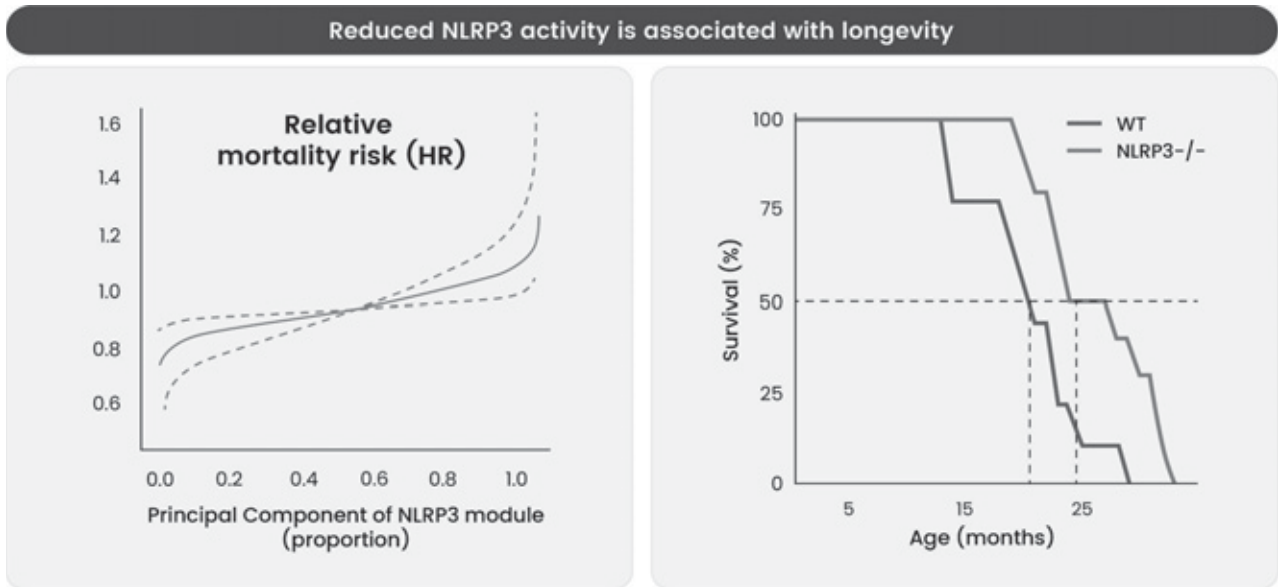 Reduced NLRP3 activity is associated with longevity
Relative
mortality risk (HR)
1.6
1.4
1.2
1.0
0.8
0.6
0.0 0.2 0.4 0.6 0.8 1.0
Principal Component of NLRP3 module
(proportion)
WT
NLRP3-/-
Survival (%)
100
75
50
25
0
5 15 25
Age (months)